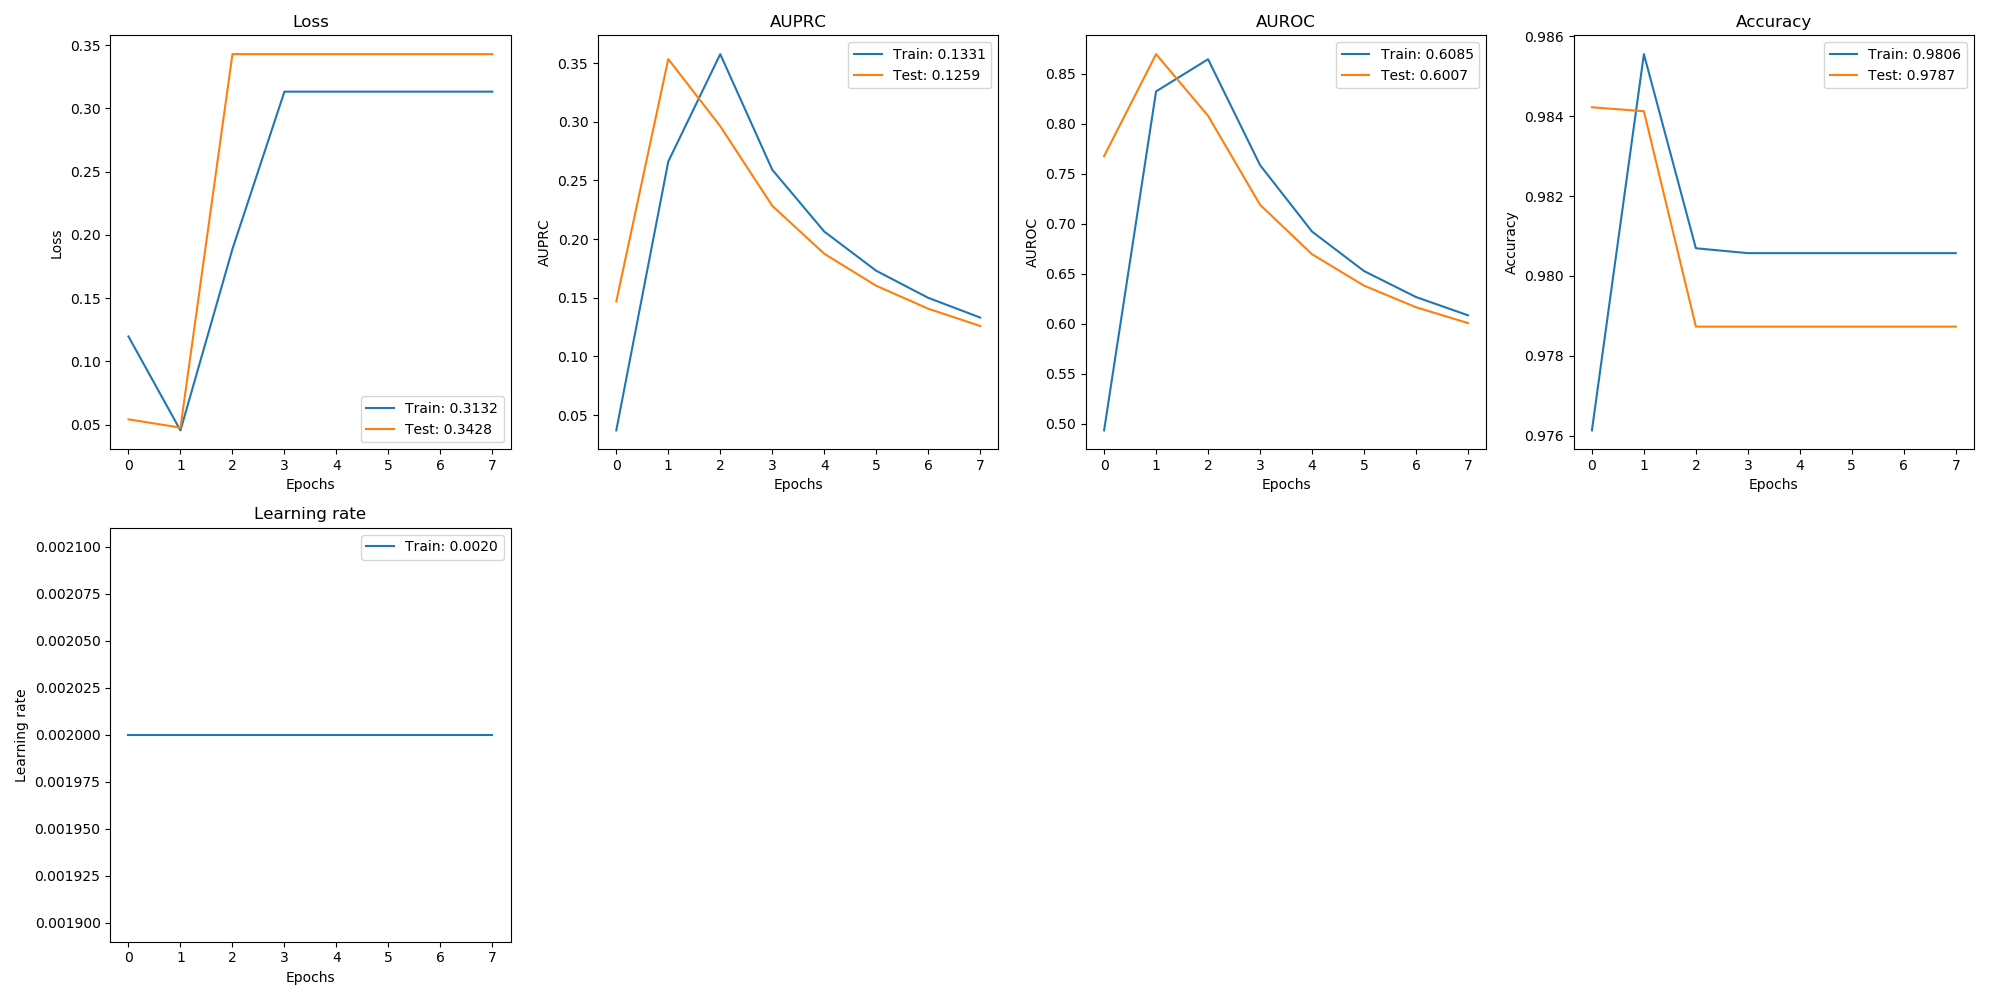 Loss
0.35
0.30
0.25
0.20
0.15
0.10
0.05
Loss
Train: 0.3132
Test: 0.3428
0 1 2 3 4 5 6 7
Epochs
AUPRC
0.35
0.30
0.25
0.20
0.15
0.10
0.05
AUPRC
Train: 0.1331
Test: 0.1259
0 1 2 3 4 5 6 7
Epochs
AUROC
0.85
0.80
0.75
0.70
0.65
0.60
0.55
0.50
AUROC
Train: 0.6085
Test: 0.6007
0 1 2 3 4 5 6 7
Epochs
Accuracy
0.986
0.984
0.982
0.980
0.978
0.976
Accuracy
Train: 0.9806
Test: 0.9787
0 1 2 3 4 5 6 7
Epochs
Learning rate
0.002100
0.002075
0.002050
0.002025
0.002000
0.001975
0.001950
0.001925
0.001900
Learning rate
Train: 0.0020
0 1 2 3 4 5 6 7
Epochs